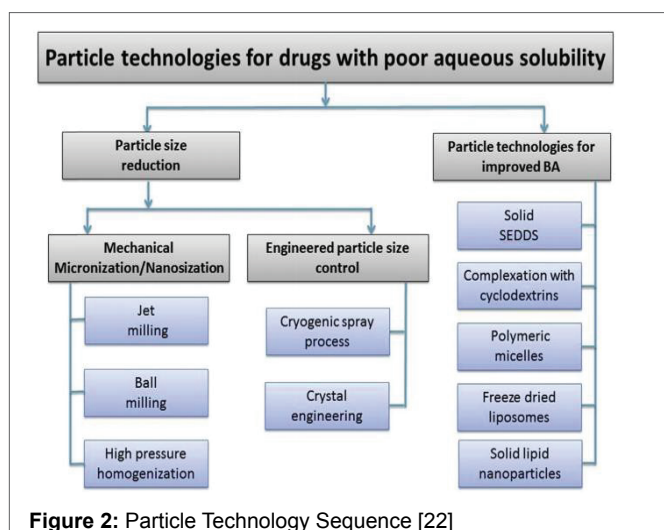 Particle technologies for drugs with poor aqueous solubility
Particle size
reduction
Particle technologies for
improved BA
Mechanical
Micronization/Nanosization
Engineered particle size
control
Jet
milling
Ball
milling
High pressure
homogenization
Cryogenic spray
process
Crystal
engineering
Solid
SEDDS
Complexation with
cyclodextrins
Polymeric
micelles
Freeze dried
liposomes
Solid lipid
nanoparticles
Figure 2: Particle Technology Sequence [22]